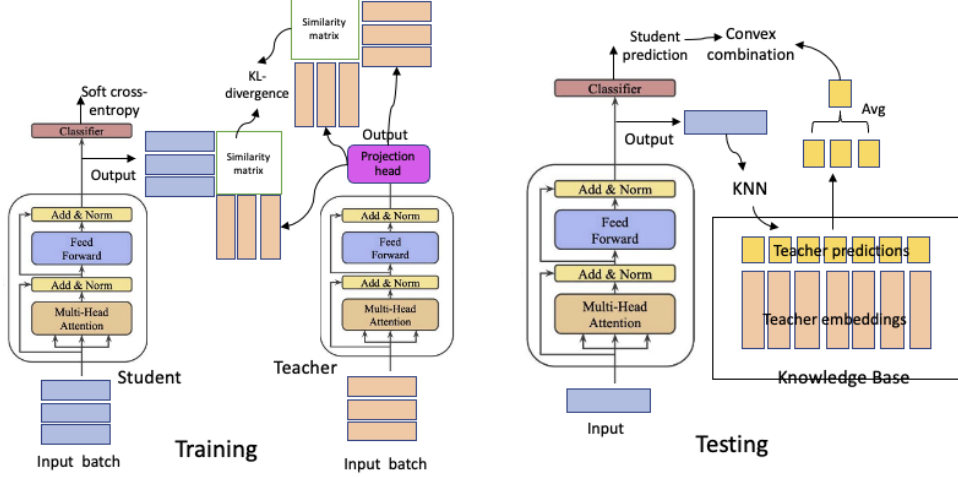 Similarity
matrix
KL-
divergence
Soft cross-
entropy
Classifier
Output
Similarity
matrix
Output
Projection
head
Add & Norm
Feed
Forward
Add & Norm
Multi-Head
Attention
Student
Input batch
Add & Norm
Feed
Forward
Add & Norm
Multi-Head
Attention
Teacher
Input batch
Training
Student
prediction
Convex
combination
Classifier
Avg
Output
KNN
Add & Norm
Feed
Forward
Add & Norm
Multi-Head
Attention
Teacher predictions
Teacher embeddings
Knowledge Base
Input
Testing